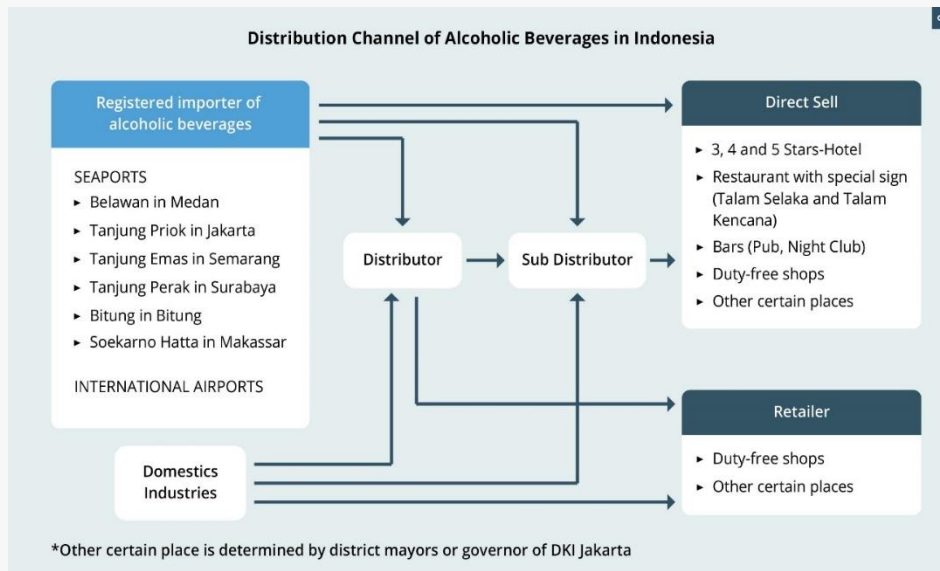 Distribution Channel of Alcoholic Beverages in Indonesia
Registered importer of
alcoholic beverages
SEAPORTS
▸ Belawan in Medan
▸ Tanjung Priok in Jakarta
▸ Tanjung Emas in Semarang
▸ Tanjung Perak in Surabaya
▸ Bitung in Bitung
▸ Soekarno Hatta in Makassar
INTERNATIONAL AIRPORTS
Domestics
Industries
Distributor
Sub Distributor
Direct Sell
▸ 3, 4 and 5 Stars-Hotel
▸ Restaurant with special sign
(Talam Selaka and Talam
Kencana)
▸ Bars (Pub, Night Club)
▸ Duty-free shops
▸ Other certain places
Retailer
▸ Duty-free shops
▸ Other certain places
*Other certain place is determined by district mayors or governor of DKI Jakarta